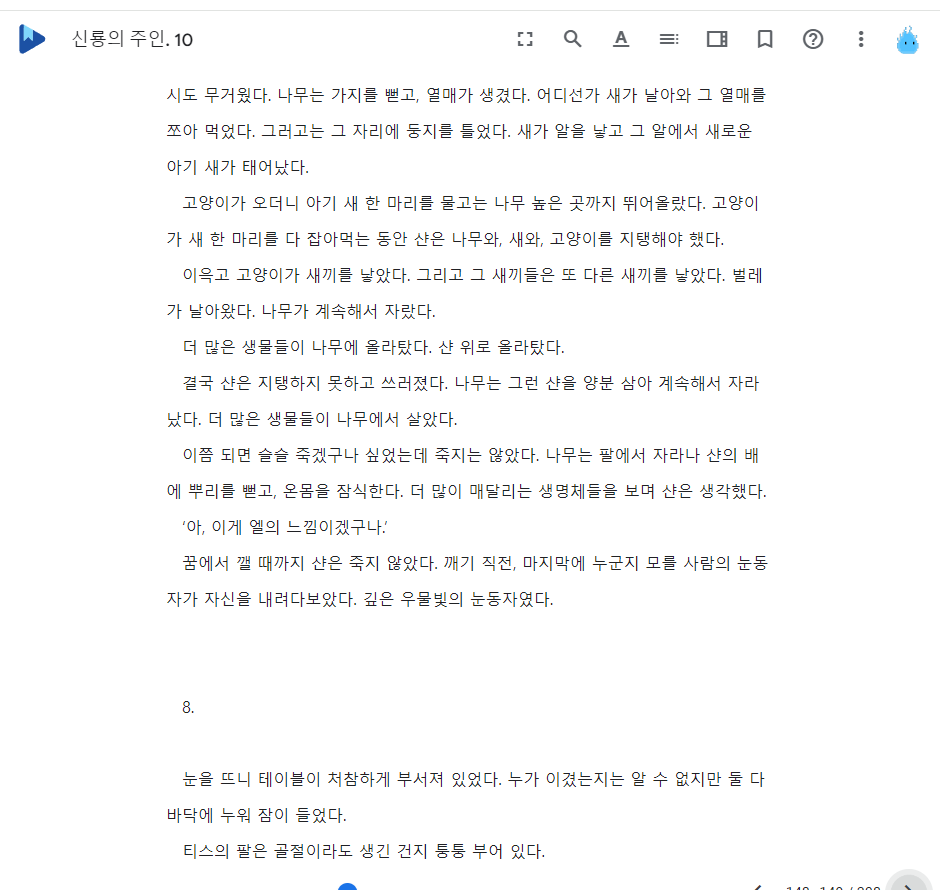 신룡의 주인. 10
시도 무거웠다. 나무는 가지를 뻗고, 열매가 생겼다. 어디선가 새가 날아와 그 열매를
쪼아 먹었다. 그러고는 그 자리에 둥지를 틀었다. 새가 알을 낳고 그 알에서 새로운
아기 새가 태어났다.
고양이가 오더니 아기 새 한 마리를 물고는 나무 높은 곳까지 뛰어올랐다. 고양이
가 새 한 마리를 다 잡아먹는 동안 샨은 나무와, 새와, 고양이를 지탱해야 했다.
이윽고 고양이가 새끼를 낳았다. 그리고 그 새끼들은 또 다른 새끼를 낳았다. 벌레
가 날아왔다. 나무가 계속해서 자랐다.
더 많은 생물들이 나무에 올라탔다. 샨 위로 올라탔다.
결국 샨은 지탱하지 못하고 쓰러졌다. 나무는 그런 샨을 양분 삼아 계속해서 자라
났다. 더 많은 생물들이 나무에서 살았다.
이쯤 되면 슬슬 죽겠구나 싶었는데 죽지는 않았다. 나무는 팔에서 자라나 샨의 배
에 뿌리를 뻗고, 온몸을 잠식한다. 더 많이 매달리는 생명체들을 보며 샨은 생각했다.
‘아, 이게 엘의 느낌이겠구나.’
꿈에서 깰 때까지 샨은 죽지 않았다. 깨기 직전, 마지막에 누군지 모를 사람의 눈동
자가 자신을 내려다보았다. 깊은 우물빛의 눈동자였다.
8.
눈을 뜨니 테이블이 처참하게 부서져 있었다. 누가 이겼는지는 알 수 없지만 둘 다
바닥에 누워 잠이 들었다.
티스의 팔은 골절이라도 생긴 건지 퉁퉁 부어 있다.